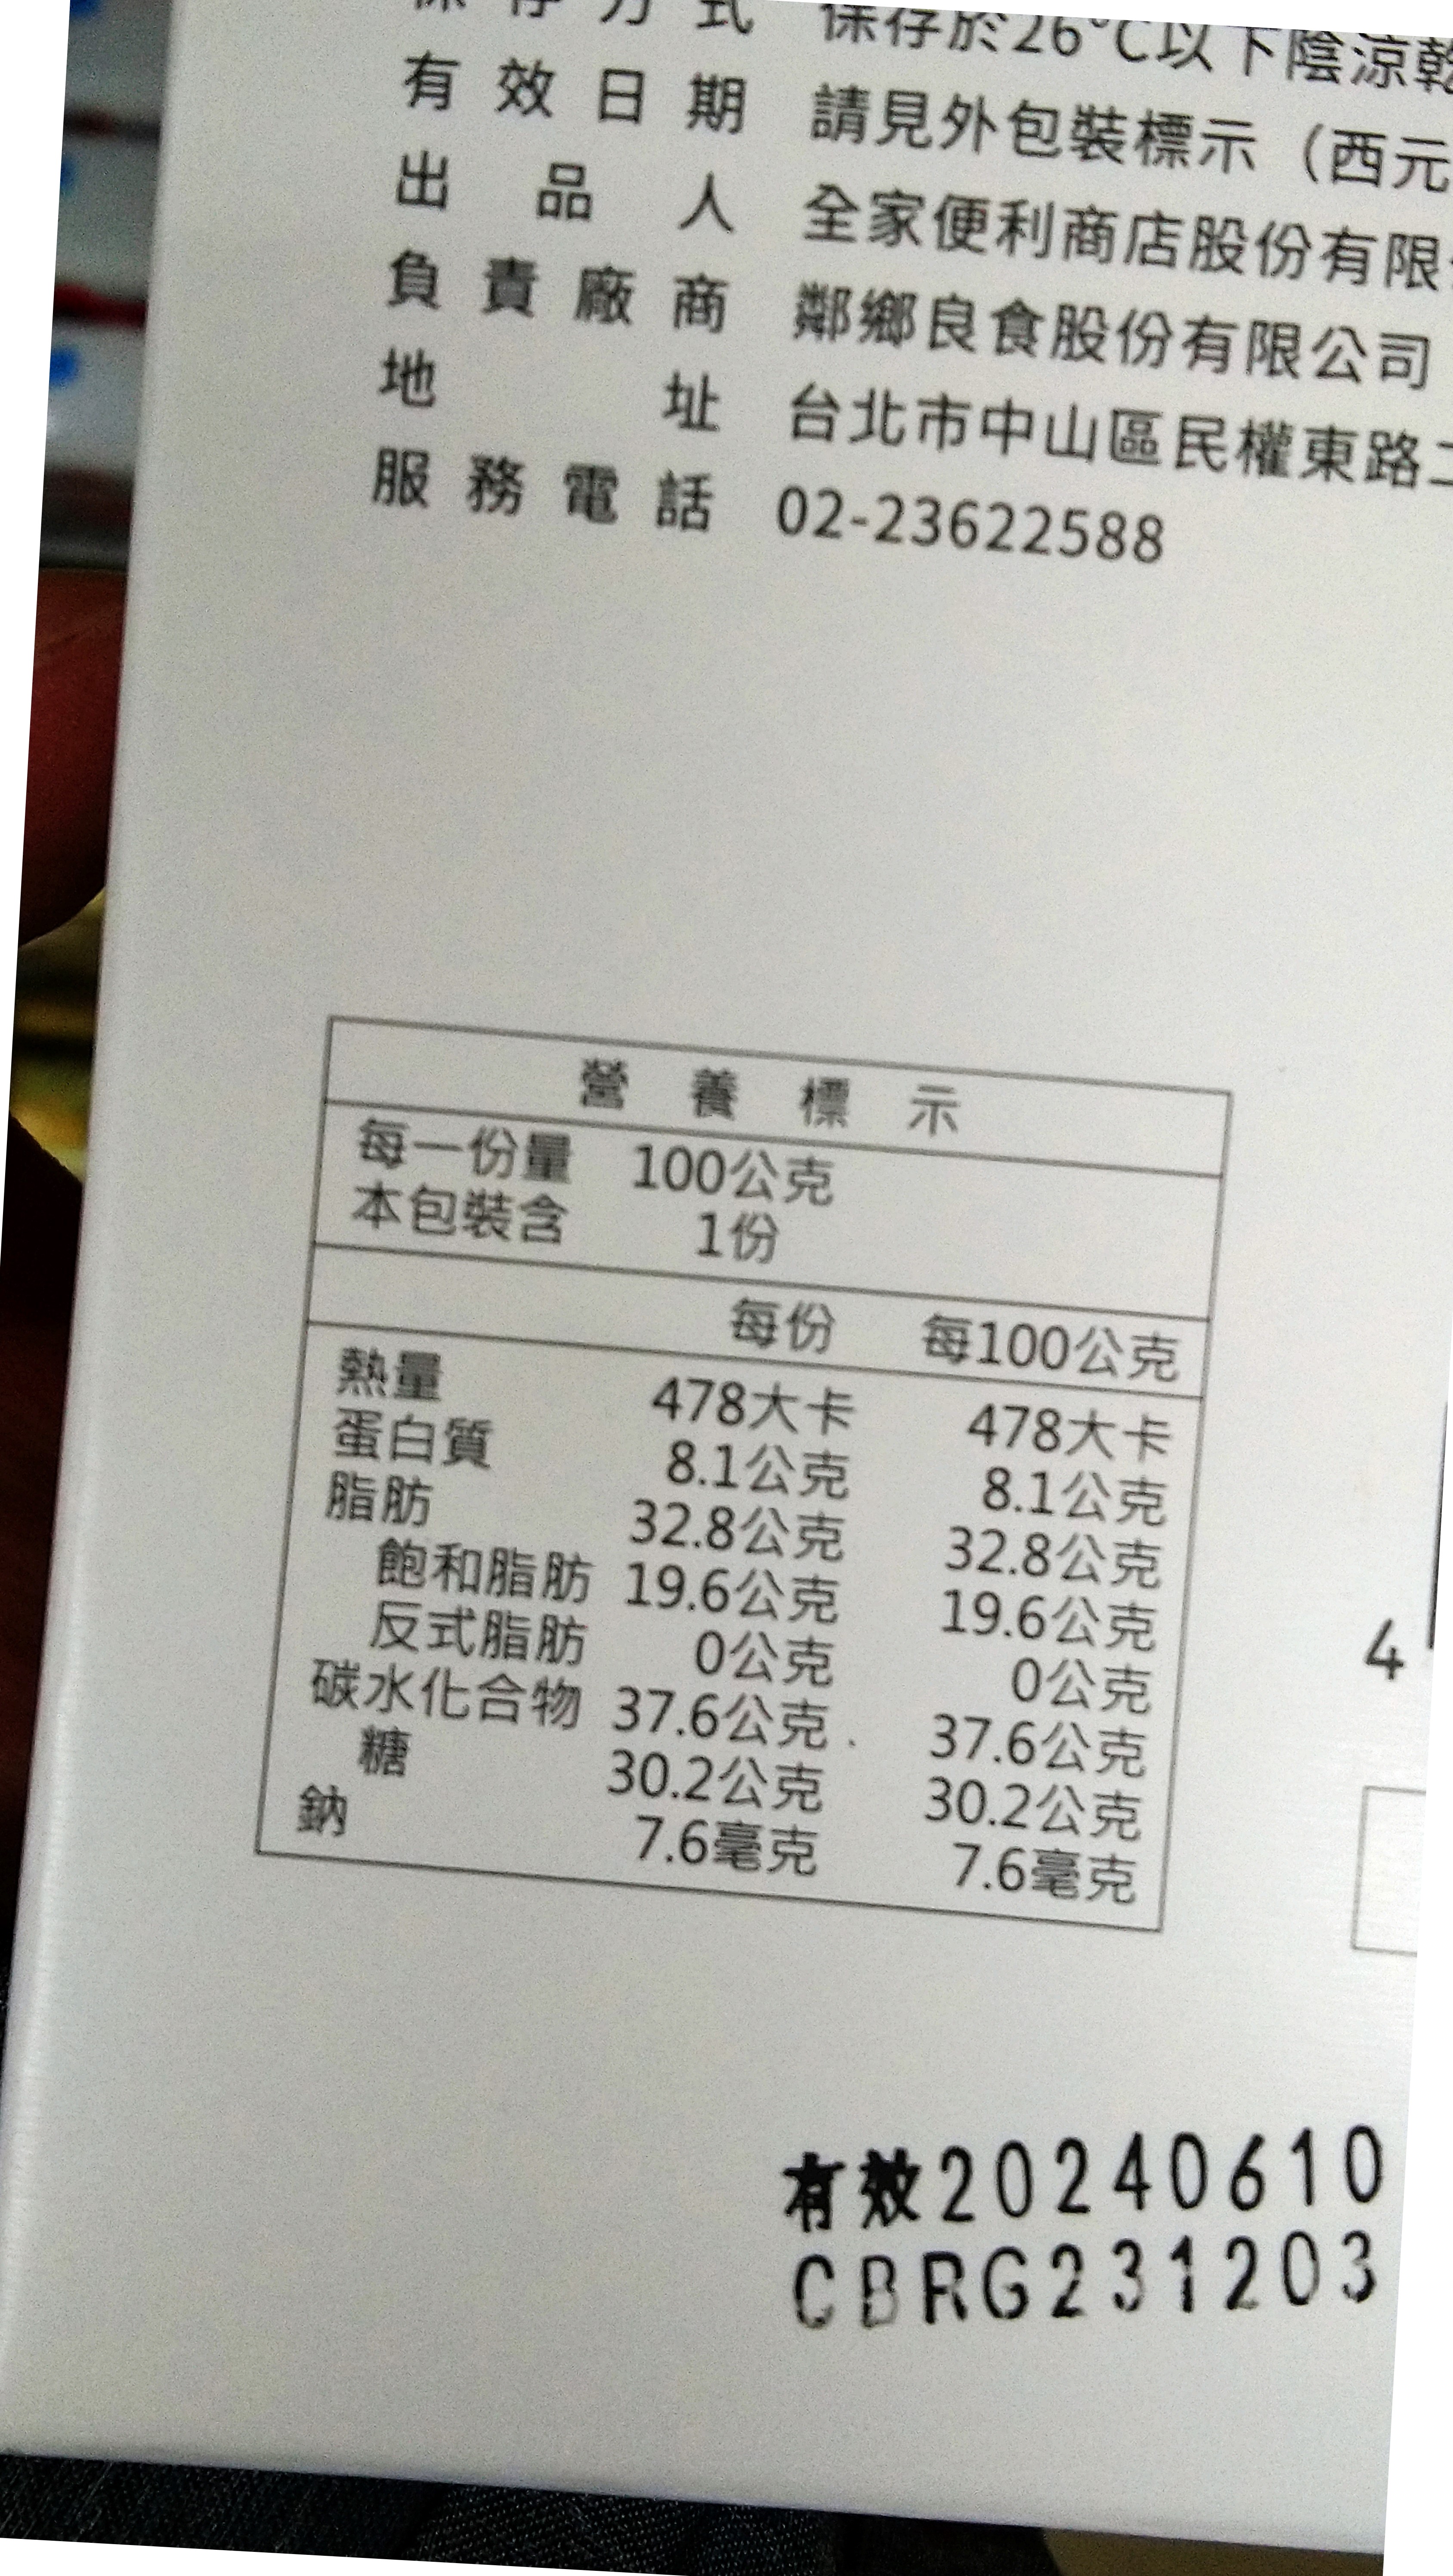 保存方式 保存於26°C以下陰涼乾
有效日期 請見外包裝標示（西元
出品人 全家便利商店股份有限
負責廠商 鄰鄉良食股份有限公司
地址 台北市中山區民權東路二
服務電話 02-23622588
營養標示
每一份量 100公克
本包裝含 1份
每份 每100公克
熱量 478大卡 478大卡
蛋白質 8.1公克 8.1公克
脂肪 32.8公克 32.8公克
飽和脂肪 19.6公克 19.6公克
反式脂肪 0公克 0公克
碳水化合物 37.6公克 37.6公克
糖 30.2公克 30.2公克
鈉 7.6毫克 7.6毫克
4
有效20240610
CBRG231203